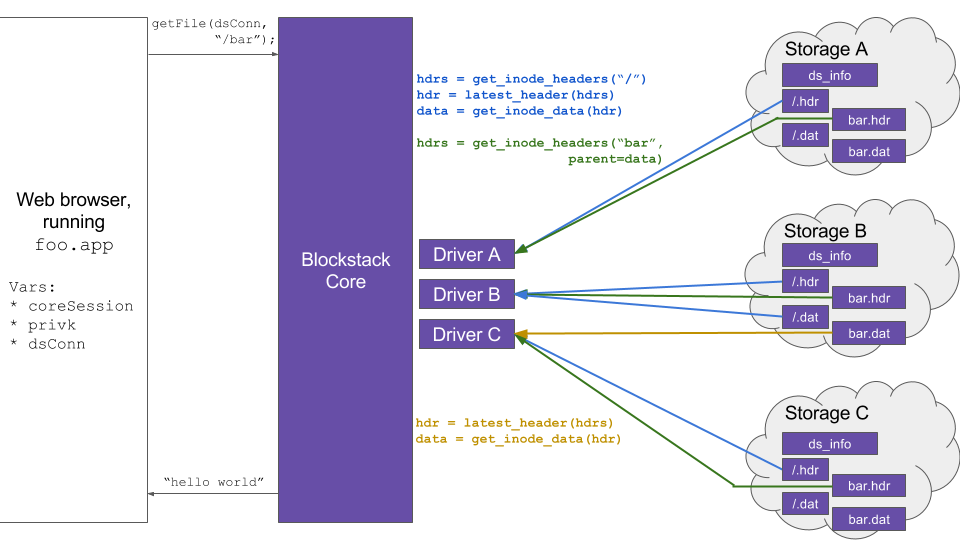 getFile(dsConn,
“/bar”);
Web browser,
running
foo.app
Vars:
* coreSession
* privk
* dsConn
“hello world”
Blockstack
Core
hdrs = get_inode_headers(“/”)
hdr = latest_header(hdrs)
data = get_inode_data(hdr)
hdrs = get_inode_headers(“bar”,
parent=data)
Driver A
Driver B
Driver C
hdr = latest_header(hdrs)
data = get_inode_data(hdr)
Storage A
ds_info
/.hdr
bar.hdr
/.dat
bar.dat
Storage B
ds_info
/.hdr
bar.hdr
/.dat
bar.dat
Storage C
ds_info
/.hdr
bar.hdr
/.dat
bar.dat